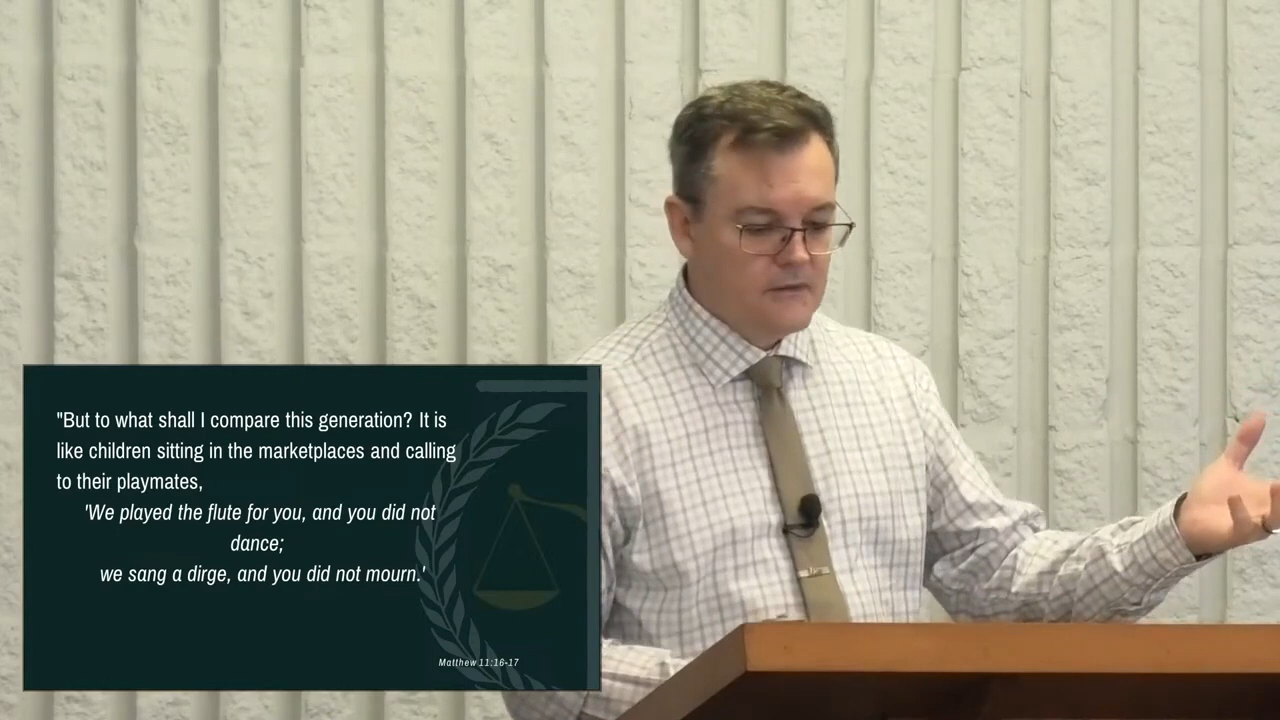 "But to what shall I compare this generation? It is
like children sitting in the marketplaces and calling
to their playmates,
'We played the flute for you, and you did not
dance;
we sang a dirge, and you did not mourn.'
Matthew 11:16-17